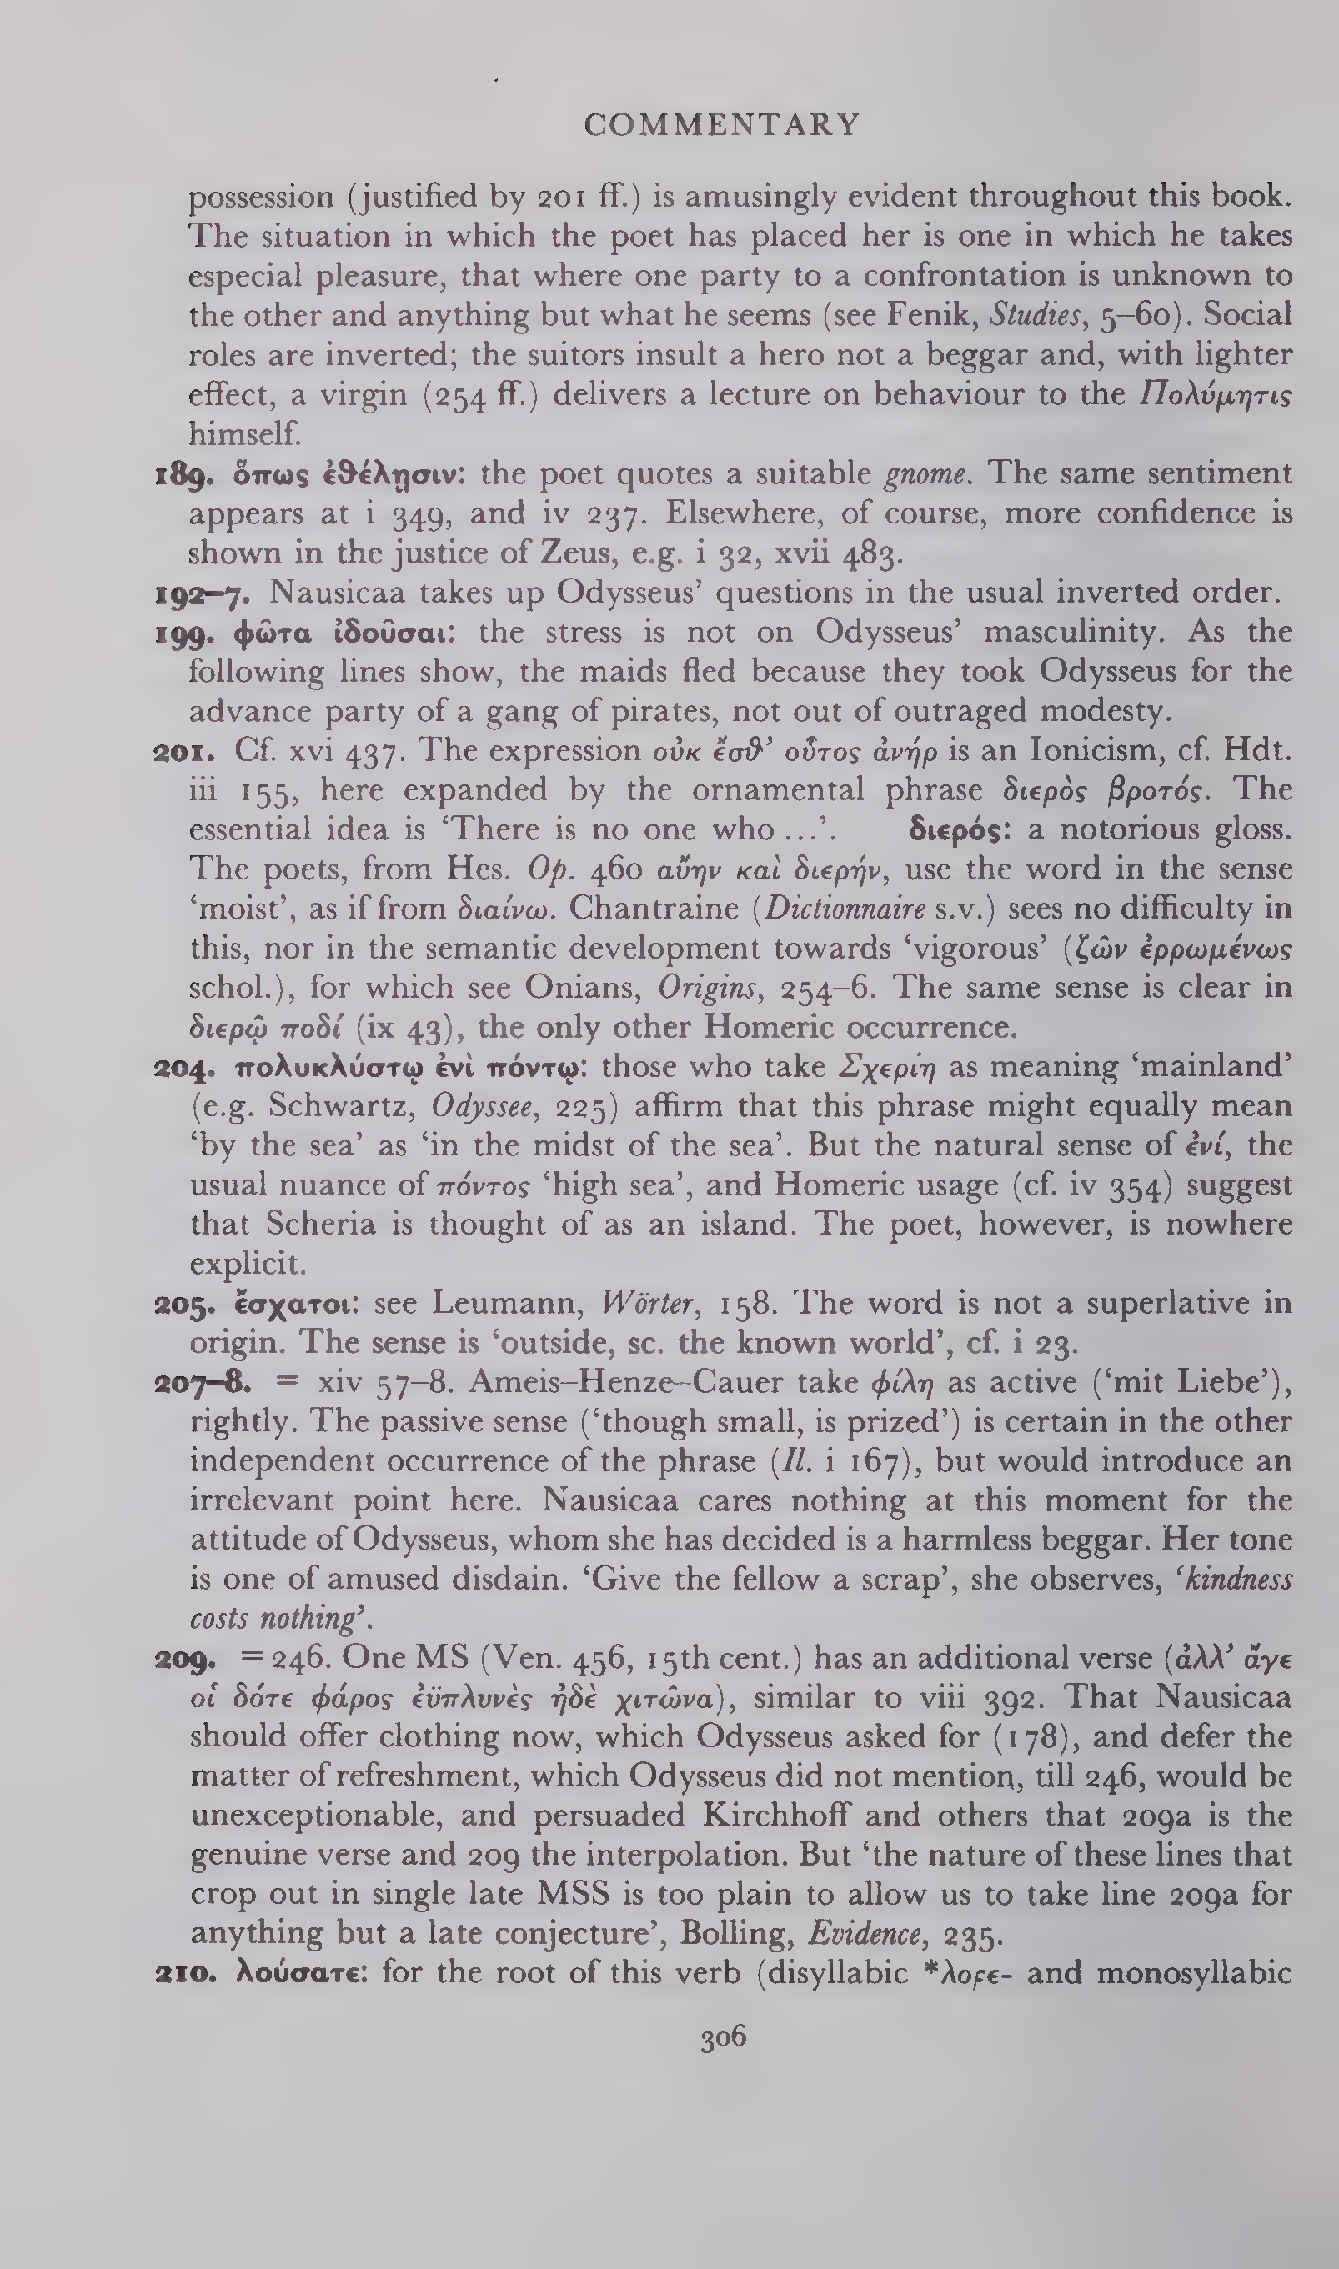 COMMENTARY
possession (justified by 201 ff.) is amusingly evident throughout this book.
The situation in which the poet has placed her is one in which he takes
especial pleasure, that where one party to a confrontation is unknown to
the other and anything but what he seems (see Fenik, Studies, 5–60). Social
roles are inverted; the suitors insult a hero not a beggar and, with lighter
effect, a virgin (254 ff.) delivers a lecture on behaviour to the Πολύμητις
himself.
189. ὅπως ἐθέλῃσιν: the poet quotes a suitable gnome. The same sentiment
appears at i 349, and iv 237. Elsewhere, of course, more confidence is
shown in the justice of Zeus, e.g. i 32, xvii 483.
192–7. Nausicaa takes up Odysseus’ questions in the usual inverted order.
199. φῶτα ἰδοῦσαι: the stress is not on Odysseus’ masculinity. As the
following lines show, the maids fled because they took Odysseus for the
advance party of a gang of pirates, not out of outraged modesty.
201. Cf. xvi 437. The expression οὐκ ἔσθ’ οὗτος ἀνήρ is an Ionicism, cf. Hdt.
iii 155, here expanded by the ornamental phrase διερὸς βροτός. The
essential idea is ‘There is no one who ...’. διερός: a notorious gloss.
The poets, from Hes. Op. 460 αὔην καὶ διερήν, use the word in the sense
‘moist’, as if from διαίνω. Chantraine (Dictionnaire s.v.) sees no difficulty in
this, nor in the semantic development towards ‘vigorous’ (ζῶν ἐρρωμένως
schol.), for which see Onians, Origins, 254–6. The same sense is clear in
διερῷ ποδί (ix 43), the only other Homeric occurrence.
204. πολυκλύστῳ ἐνὶ πόντῳ: those who take Σχερίη as meaning ‘mainland’
(e.g. Schwartz, Odyssee, 225) affirm that this phrase might equally mean
‘by the sea’ as ‘in the midst of the sea’. But the natural sense of ἐνί, the
usual nuance of πόντος ‘high sea’, and Homeric usage (cf. iv 354) suggest
that Scheria is thought of as an island. The poet, however, is nowhere
explicit.
205. ἔσχατοι: see Leumann, Wörter, 158. The word is not a superlative in
origin. The sense is ‘outside, sc. the known world’, cf. i 23.
207–8. = xiv 57–8. Ameis–Henze–Cauer take φίλη as active (‘mit Liebe’),
rightly. The passive sense (‘though small, is prized’) is certain in the other
independent occurrence of the phrase (Il. i 167), but would introduce an
irrelevant point here. Nausicaa cares nothing at this moment for the
attitude of Odysseus, whom she has decided is a harmless beggar. Her tone
is one of amused disdain. ‘Give the fellow a scrap’, she observes, ‘kindness
costs nothing’.
209. = 246. One MS (Ven. 456, 15th cent.) has an additional verse (ἀλλ’ ἄγε
οἱ δότε φάρος ἐϋπλυνὲς ἠδὲ χιτῶνα), similar to viii 392. That Nausicaa
should offer clothing now, which Odysseus asked for (178), and defer the
matter of refreshment, which Odysseus did not mention, till 246, would be
unexceptionable, and persuaded Kirchhoff and others that 209a is the
genuine verse and 209 the interpolation. But ‘the nature of these lines that
crop out in single late MSS is too plain to allow us to take line 209a for
anything but a late conjecture’, Bolling, Evidence, 235.
210. λούσατε: for the root of this verb (disyllabic *λοϝε- and monosyllabic
306